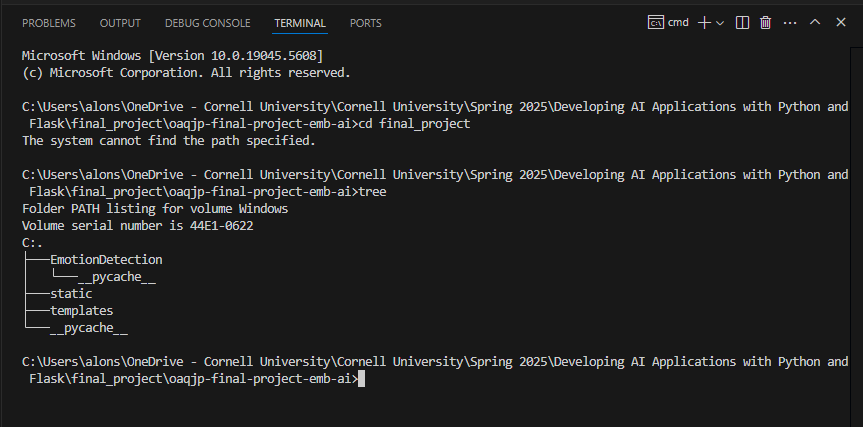 PROBLEMS OUTPUT DEBUG CONSOLE TERMINAL PORTS cmd
Microsoft Windows [Version 10.0.19045.5608]
(c) Microsoft Corporation. All rights reserved.
C:\Users\alons\OneDrive - Cornell University\Cornell University\Spring 2025\Developing AI Applications with Python and
Flask\final_project\oaqjp-final-project-emb-ai>cd final_project
The system cannot find the path specified.
C:\Users\alons\OneDrive - Cornell University\Cornell University\Spring 2025\Developing AI Applications with Python and
Flask\final_project\oaqjp-final-project-emb-ai>tree
Folder PATH listing for volume Windows
Volume serial number is 44E1-0622
C:.
├───EmotionDetection
│   └───__pycache__
├───static
├───templates
└───__pycache__
C:\Users\alons\OneDrive - Cornell University\Cornell University\Spring 2025\Developing AI Applications with Python and
Flask\final_project\oaqjp-final-project-emb-ai>